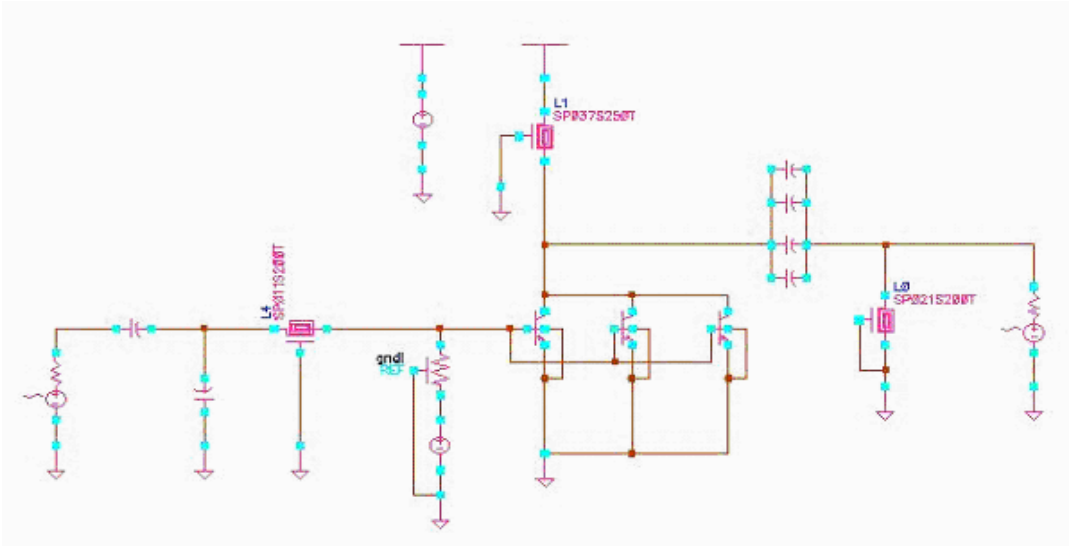 L1
SP037S250T
L4
SP011S200T
L0
SP021S200T
gndl
REF